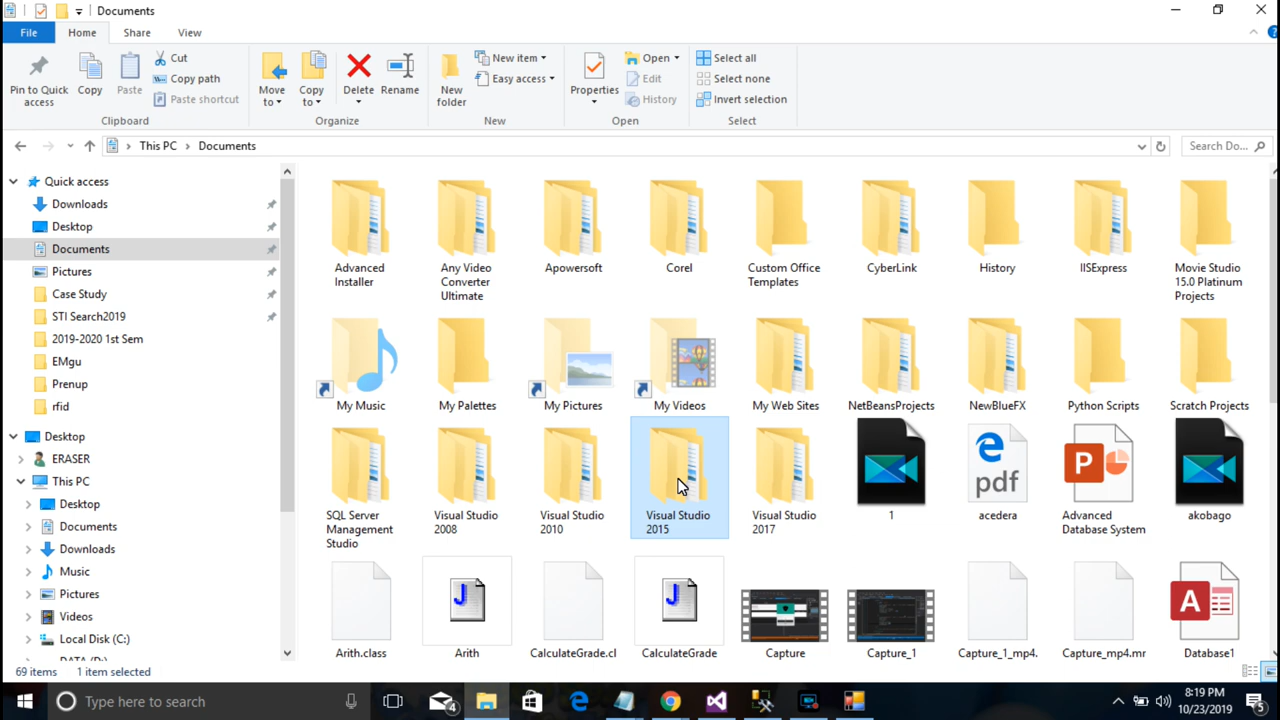 Documents
File Home Share View
Pin to Quick access
Copy
Paste
Cut
Copy path
Paste shortcut
Clipboard
Move to
Copy to
Delete
Rename
Organize
New folder
New item
Easy access
New
Properties
Open
Edit
History
Open
Select all
Select none
Invert selection
Select
This PC > Documents
Search Do...
Quick access
Downloads
Desktop
Documents
Pictures
Case Study
STI Search2019
2019-2020 1st Sem
EMgu
Prenup
rfid
Desktop
ERASER
This PC
Desktop
Documents
Downloads
Music
Pictures
Videos
Local Disk (C:)
DATA (D:)
Advanced Installer
Any Video Converter Ultimate
Apowersoft
Corel
Custom Office Templates
CyberLink
History
IISExpress
Movie Studio 15.0 Platinum Projects
My Music
My Palettes
My Pictures
My Videos
My Web Sites
NetBeansProjects
NewBlueFX
Python Scripts
Scratch Projects
SQL Server Management Studio
Visual Studio 2008
Visual Studio 2010
Visual Studio 2015
Visual Studio 2017
1
pdf
acedera
P
Advanced Database System
akobago
Arith.class
J
Arith
CalculateGrade.cl
J
CalculateGrade
Capture
Capture_1
Capture_1_mp4.
Capture_mp4.mr
A
Database1
69 items 1 item selected
Type here to search
4
8:19 PM
10/23/2019
5